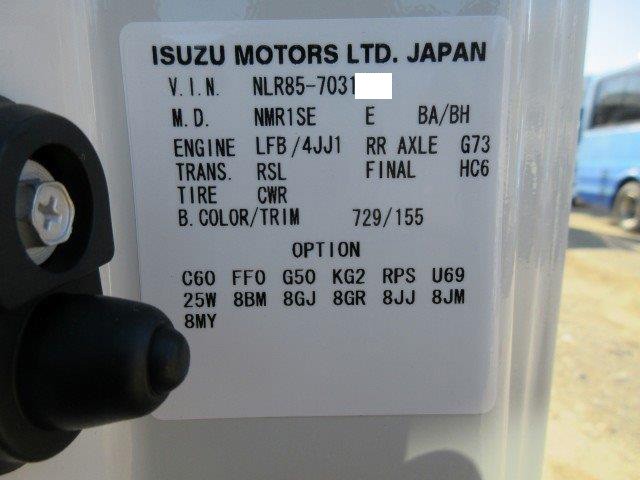 ISUZU MOTORS LTD. JAPAN
V.I.N. NLR85-7031
M.D. NMR1SE E BA/BH
ENGINE LFB/4JJ1 RR AXLE G73
TRANS. RSL FINAL HC6
TIRE CWR
B.COLOR/TRIM 729/155
OPTION
C60 FF0 G50 KG2 RPS U69
25W 8BM 8GJ 8GR 8JJ 8JM
8MY